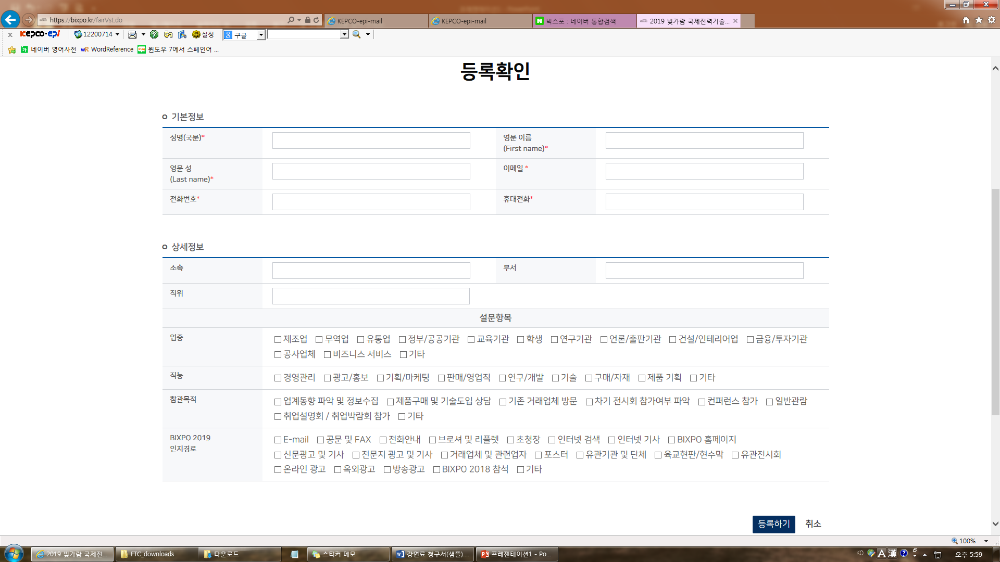 https://bixpo.kr/fairVst.do
KEPCO-epi-mail
KEPCO-epi-mail
빅스포 : 네이버 통합검색
2019 빛가람 국제전력기술...
KEPCO·EPI
12200714
설정
구글
네이버 영어사전
WordReference
윈도우 7에서 스페인어 ...
등록확인
기본정보
성명(국문)*
영문 이름
(First name)*
영문 성
(Last name)*
이메일 *
전화번호*
휴대전화*
상세정보
소속
부서
직위
설문항목
업종
제조업 무역업 유통업 정부/공공기관 교육기관 학생 연구기관 언론/출판기관 건설/인테리어업 금융/투자기관
공사업체 비즈니스 서비스 기타
직능
경영관리 광고/홍보 기획/마케팅 판매/영업직 연구/개발 기술 구매/자재 제품 기획 기타
참관목적
업계동향 파악 및 정보수집 제품구매 및 기술도입 상담 기존 거래업체 방문 차기 전시회 참가여부 파악 컨퍼런스 참가 일반관람
취업설명회 / 취업박람회 참가 기타
BIXPO 2019
인지경로
E-mail 공문 및 FAX 전화안내 브로셔 및 리플렛 초청장 인터넷 검색 인터넷 기사 BIXPO 홈페이지
신문광고 및 기사 전문지 광고 및 기사 거래업체 및 관련업자 포스터 유관기관 및 단체 육교현판/현수막 유관전시회
온라인 광고 옥외광고 방송광고 BIXPO 2018 참석 기타
등록하기
취소
100%
2019 빛가람 국제전...
FTC_downloads
다운로드
스티커 메모
강연료 청구서(샘플)....
프레젠테이션1 - Po...
KO
A 漢
오후 5:59